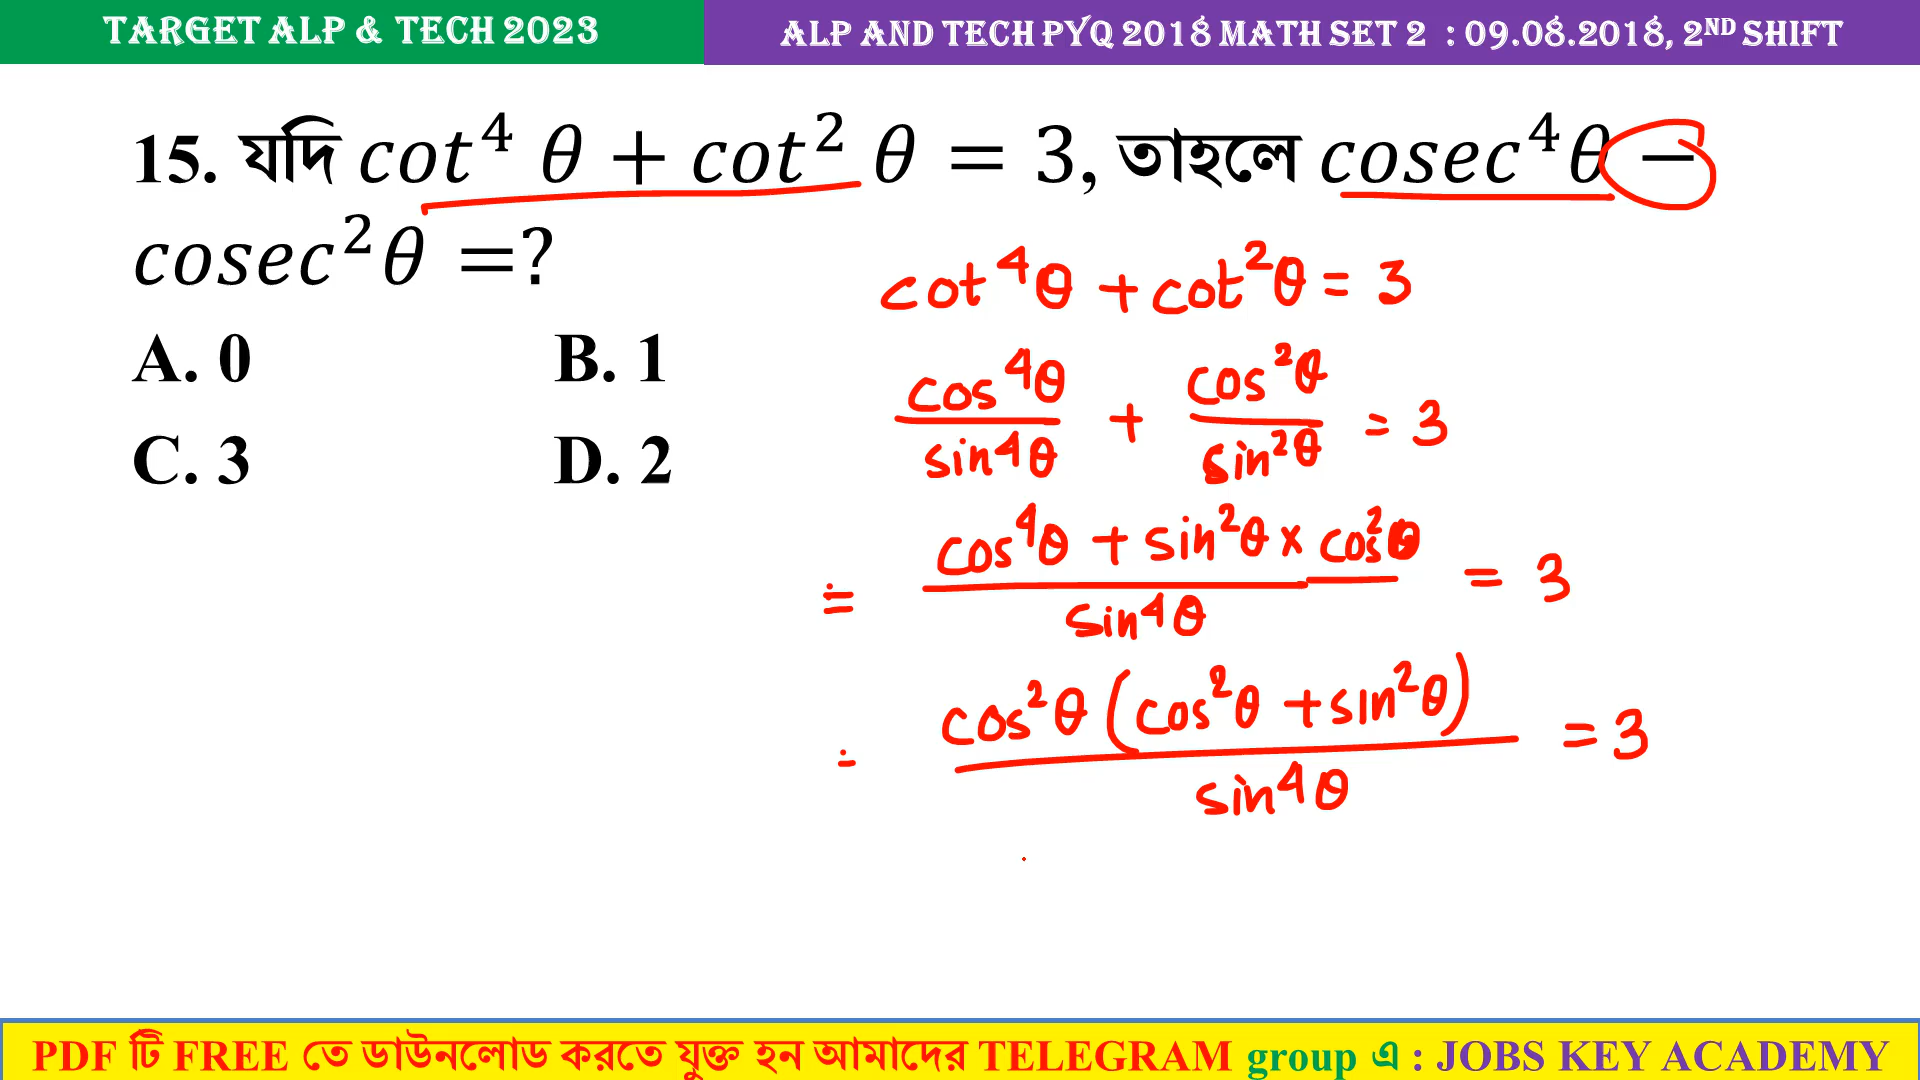 TARGET ALP & TECH 2023
ALP AND TECH PYQ 2018 MATH SET 2 : 09.08.2018, 2ND SHIFT
15. যদি cot⁴ θ + cot² θ = 3, তাহলে cosec⁴θ −
cosec²θ =?
A. 0 B. 1
C. 3 D. 2
cot⁴θ + cot²θ = 3
cos⁴θ/sin⁴θ + cos²θ/sin²θ = 3
= (cos⁴θ + sin²θ × cos²θ)/sin⁴θ = 3
= cos²θ (cos²θ + sin²θ)/sin⁴θ = 3
PDF টি FREE তে ডাউনলোড করতে যুক্ত হন আমাদের TELEGRAM group এ : JOBS KEY ACADEMY